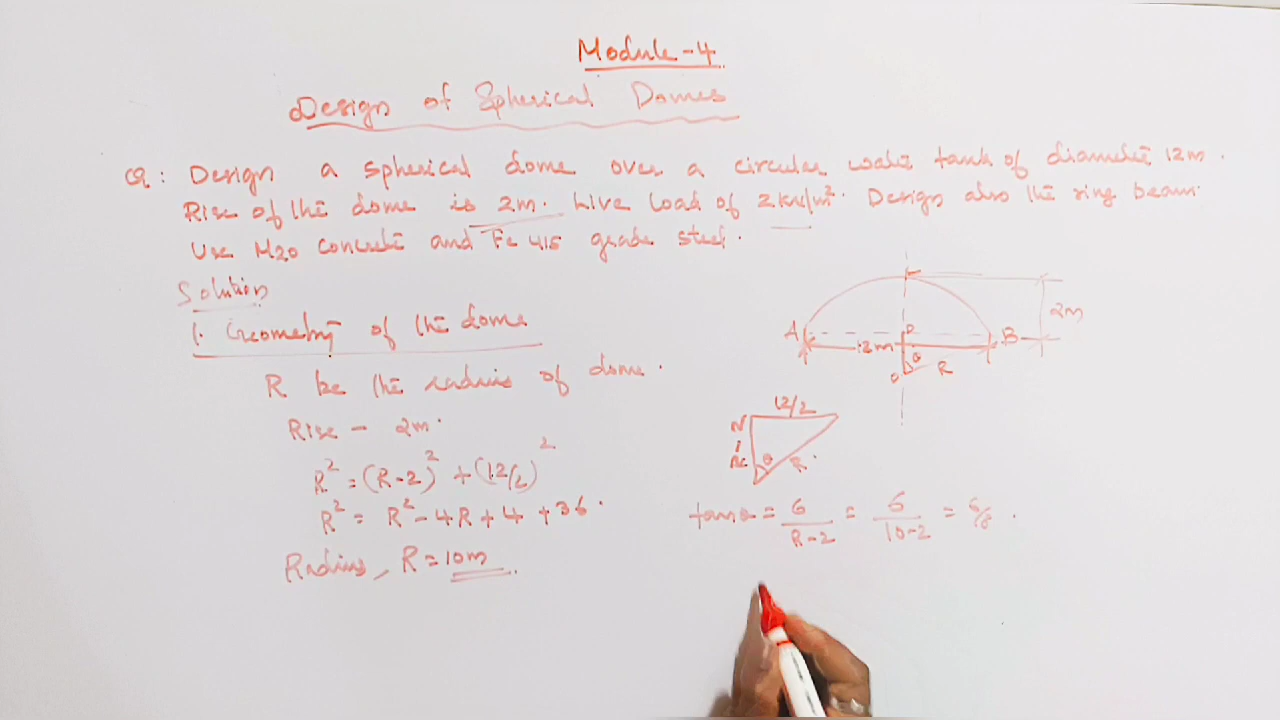 Module-4
Design of Spherical Domes
Q: Design a spherical dome over a circular water tank of diameter 12m.
Rise of the dome is 2m. Live Load of 2kN/m². Design also the ring beam.
Use M20 concrete and Fe 415 grade steel.
Solution
1. Geometry of the dome
R be the radius of dome.
Rise - 2m.
R² = (R-2)² + (12/2)²
R² = R² - 4R + 4 + 36.
Radius, R = 10m
A
B
12m
2m
θ
R
O
12/2
θ
R
tanθ = 6/R-2 = 6/10-2 = 6/8.